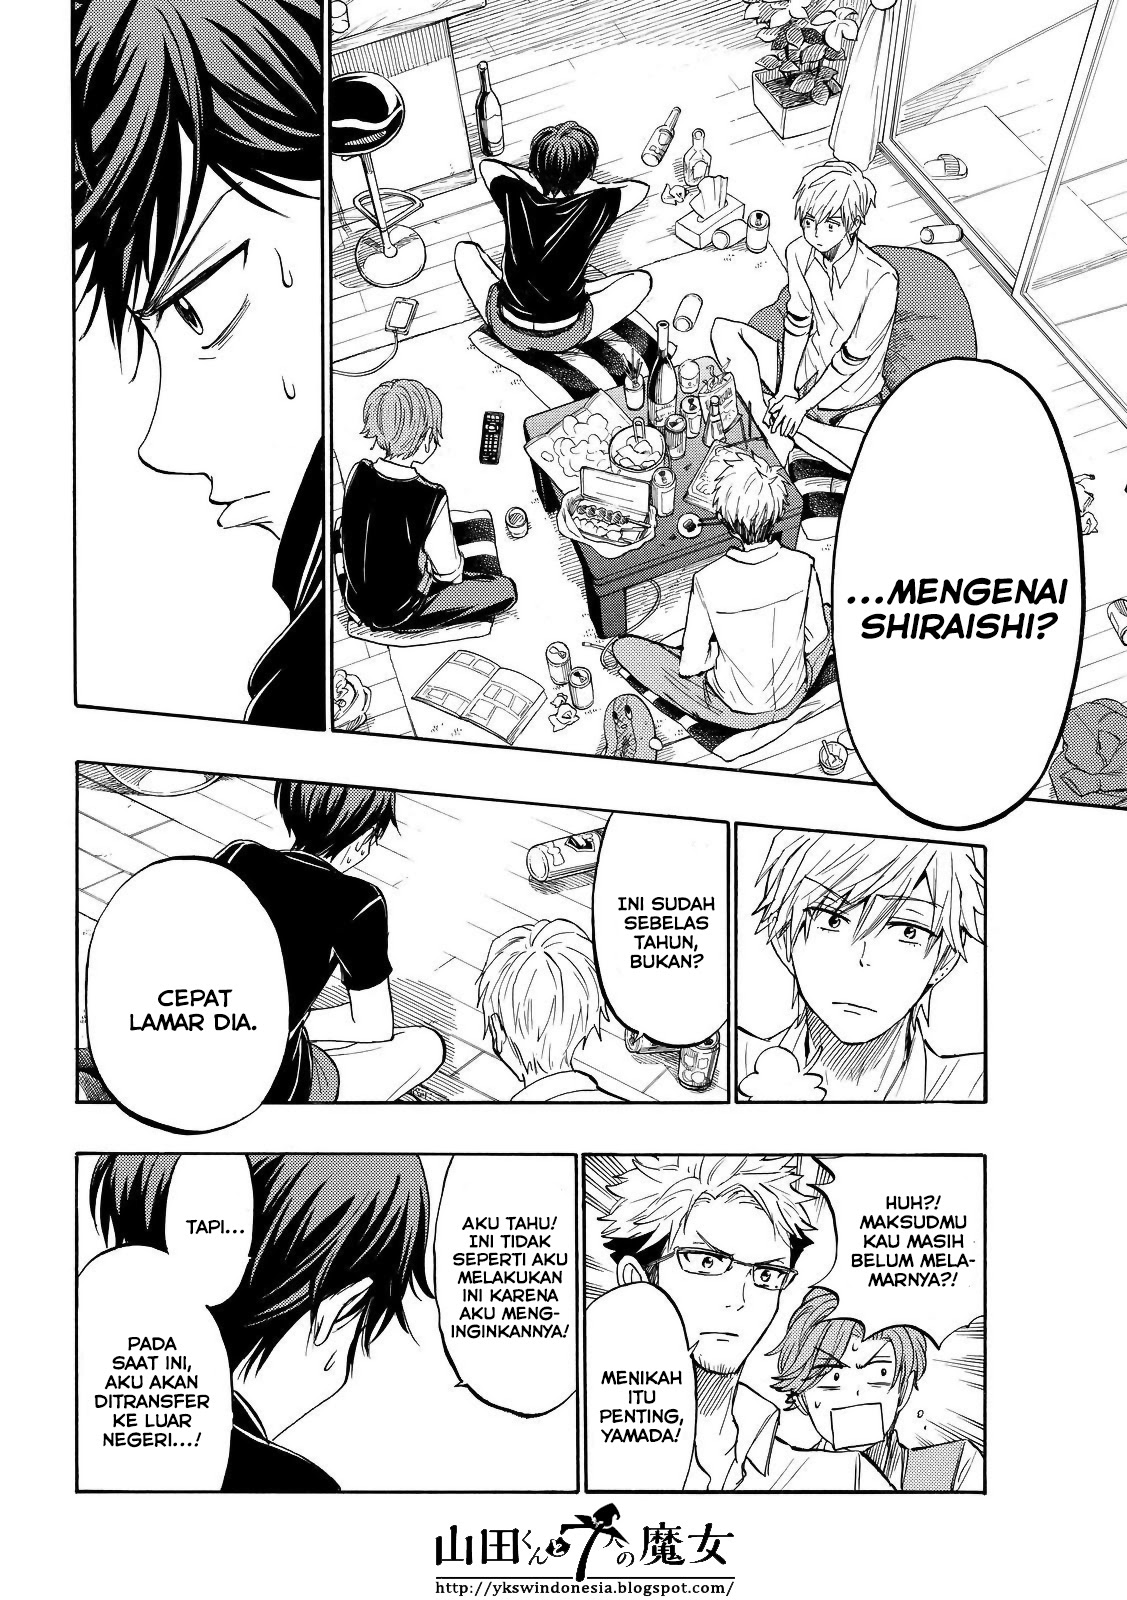 ...MENGENAI
SHIRAISHI?
INI SUDAH
SEBELAS
TAHUN,
BUKAN?
CEPAT
LAMAR DIA.
HUH?!
MAKSUDMU
KAU MASIH
BELUM MELA-
MARNYA?!
MENIKAH
ITU
PENTING,
YAMADA!
AKU TAHU!
INI TIDAK
SEPERTI AKU
MELAKUKAN
INI KARENA
AKU MENG-
INGINKANNYA!
TAPI...
PADA
SAAT INI,
AKU AKAN
DITRANSFER
KE LUAR
NEGERI...!
山田くんと7人の魔女
http://ykswindonesia.blogspot.com/